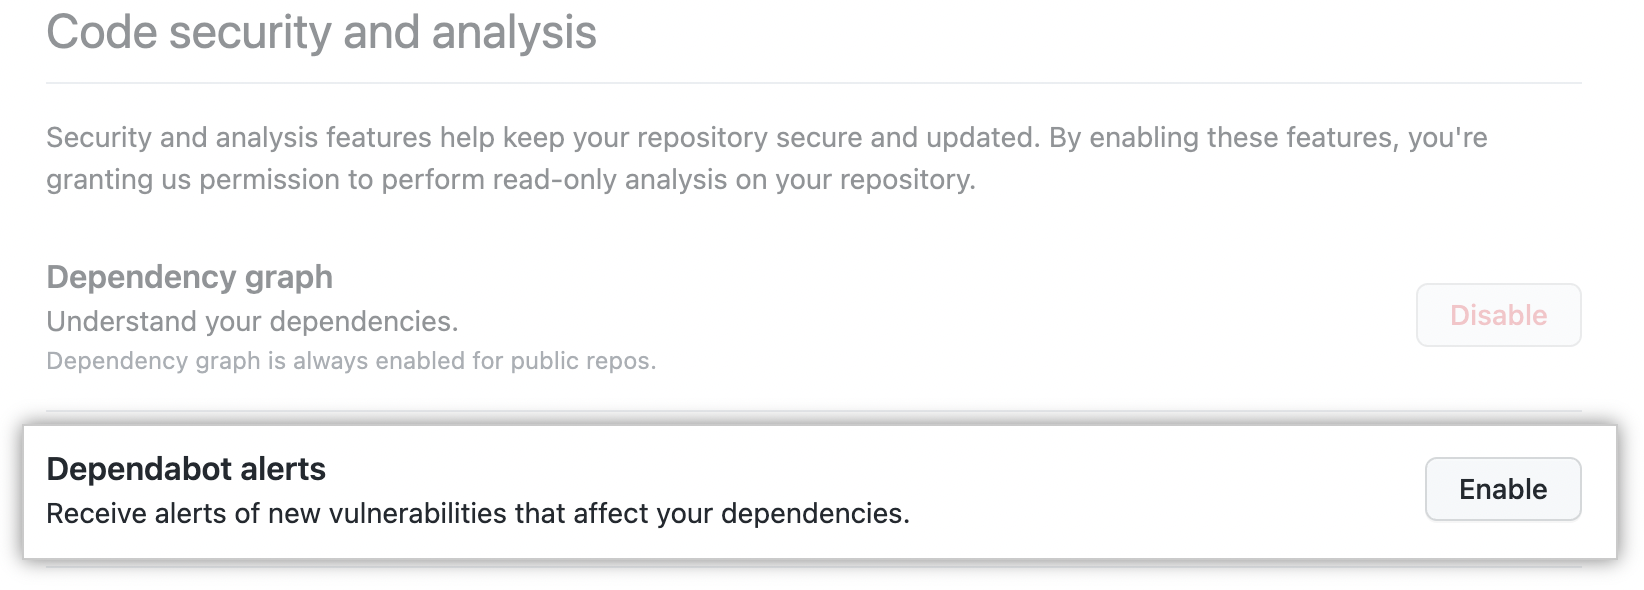 Code security and analysis
Security and analysis features help keep your repository secure and updated. By enabling these features, you're
granting us permission to perform read-only analysis on your repository.
Dependency graph
Understand your dependencies.
Dependency graph is always enabled for public repos.
Disable
Dependabot alerts
Receive alerts of new vulnerabilities that affect your dependencies.
Enable